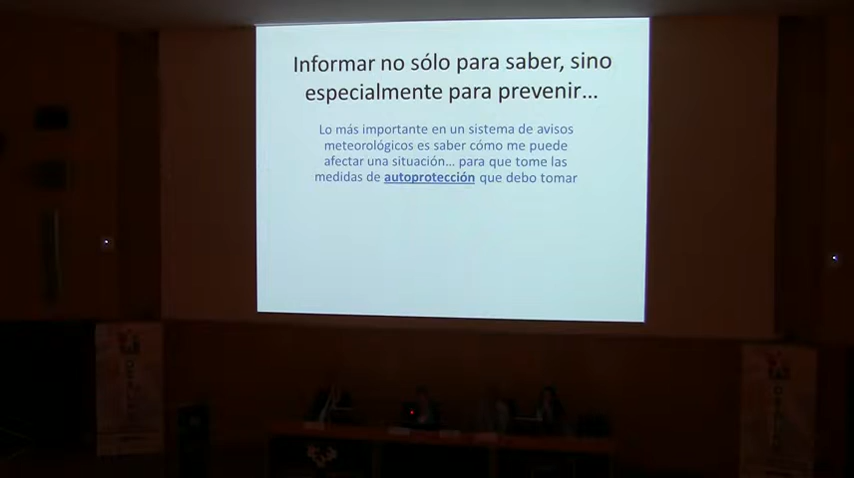 Informar no sólo para saber, sino
especialmente para prevenir...
Lo más importante en un sistema de avisos
meteorológicos es saber cómo me puede
afectar una situación... para que tome las
medidas de autoprotección que debo tomar